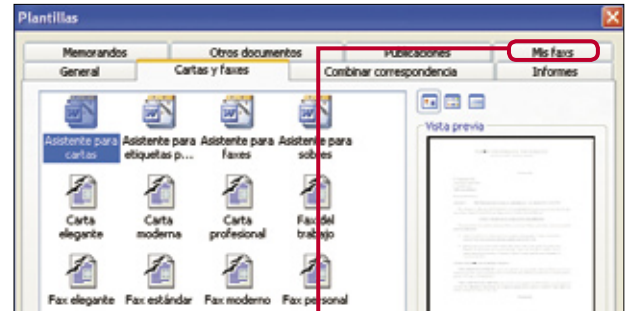 Plantillas
Memorandos Otros documentos Publicaciones Mis faxs
General Cartas y faxes Combinar correspondencia Informes
Asistente para cartas Asistente para etiquetas p... Asistente para faxes Asistente para sobres
Vista previa
Carta elegante Carta moderna Carta profesional Fax del trabajo
Fax elegante Fax estándar Fax moderno Fax personal